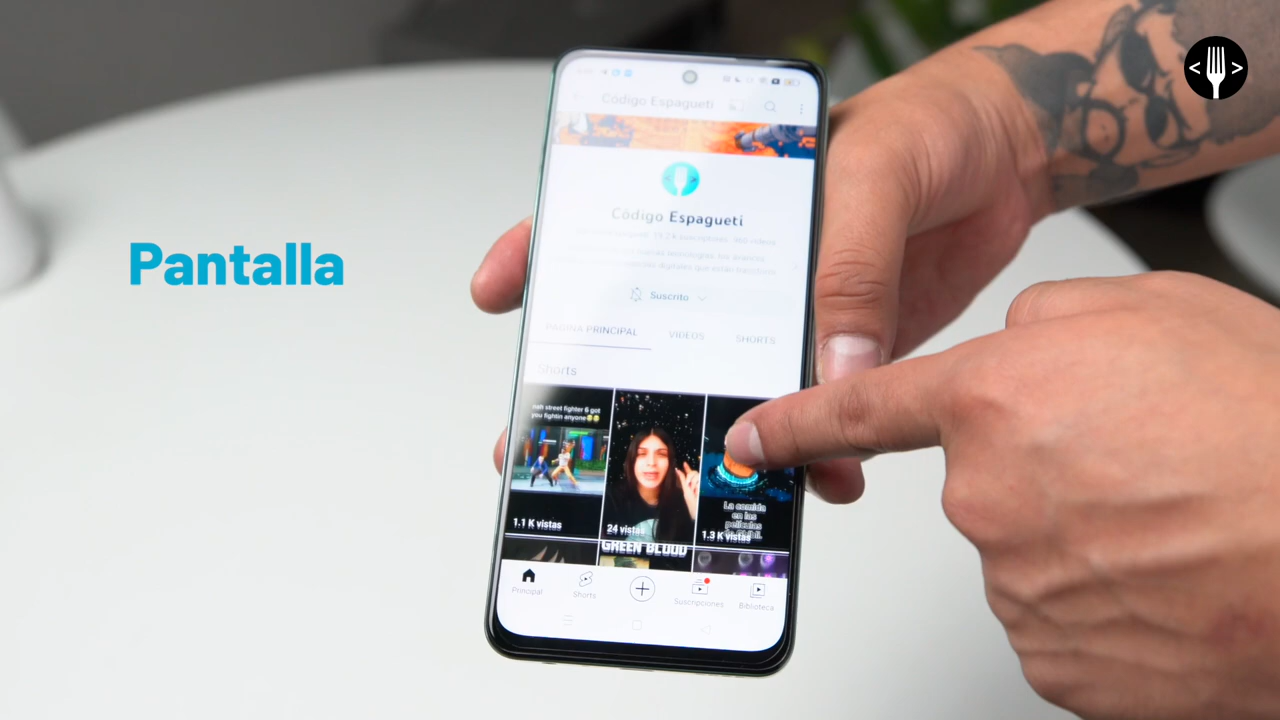 Pantalla
Código Espagueti
Código Espagueti
Suscrito
PÁGINA PRINCIPAL
VIDEOS
SHORTS
Shorts
nah street fighter 6 got
you fightin anyone
1.1 K vistas
24 vistas
La comida
en las
películas
1.3 K vistas
GREEN BLOOD
Principal
Shorts
Suscripciones
Biblioteca